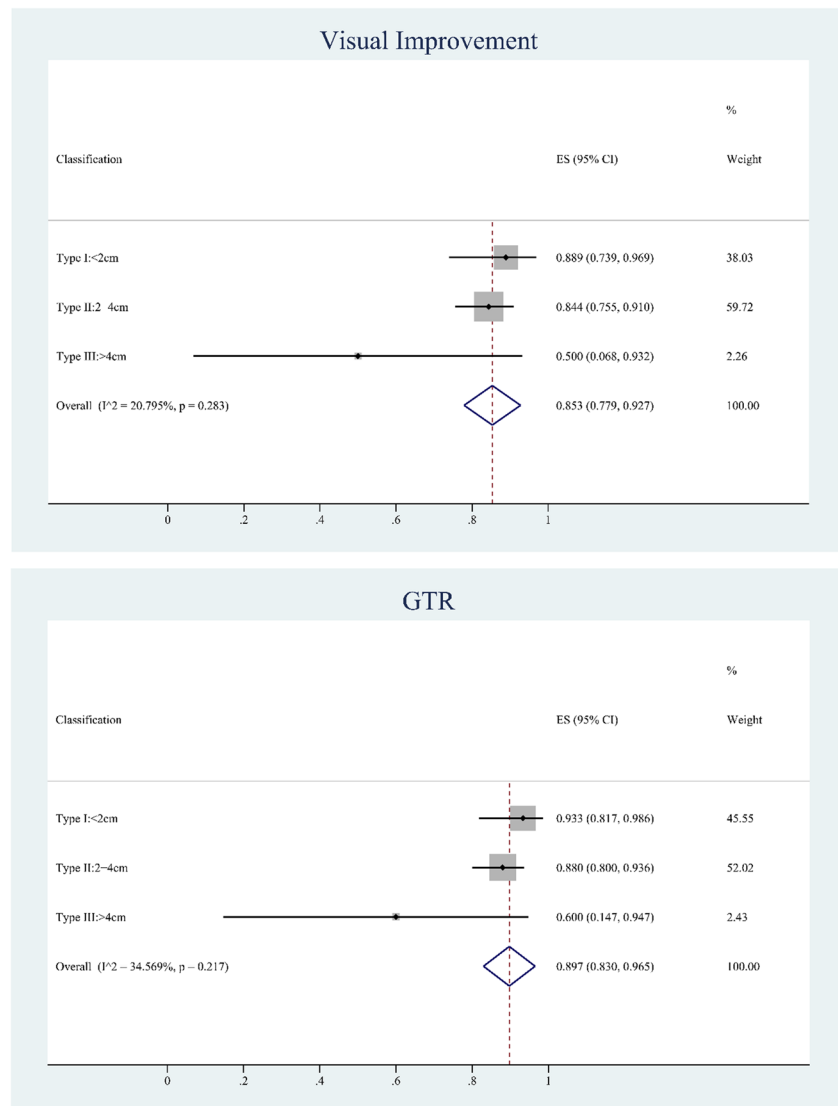 Visual Improvement
%
Classification ES (95% CI) Weight
Type I:<2cm 0.889 (0.739, 0.969) 38.03
Type II:2-4cm 0.844 (0.755, 0.910) 59.72
Type III:>4cm 0.500 (0.068, 0.932) 2.26
Overall (I^2 = 20.795%, p = 0.283) 0.853 (0.779, 0.927) 100.00
0 .2 .4 .6 .8 1
GTR
%
Classification ES (95% CI) Weight
Type I:<2cm 0.933 (0.817, 0.986) 45.55
Type II:2−4cm 0.880 (0.800, 0.936) 52.02
Type III:>4cm 0.600 (0.147, 0.947) 2.43
Overall (I^2 = 34.569%, p = 0.217) 0.897 (0.830, 0.965) 100.00
0 .2 .4 .6 .8 1